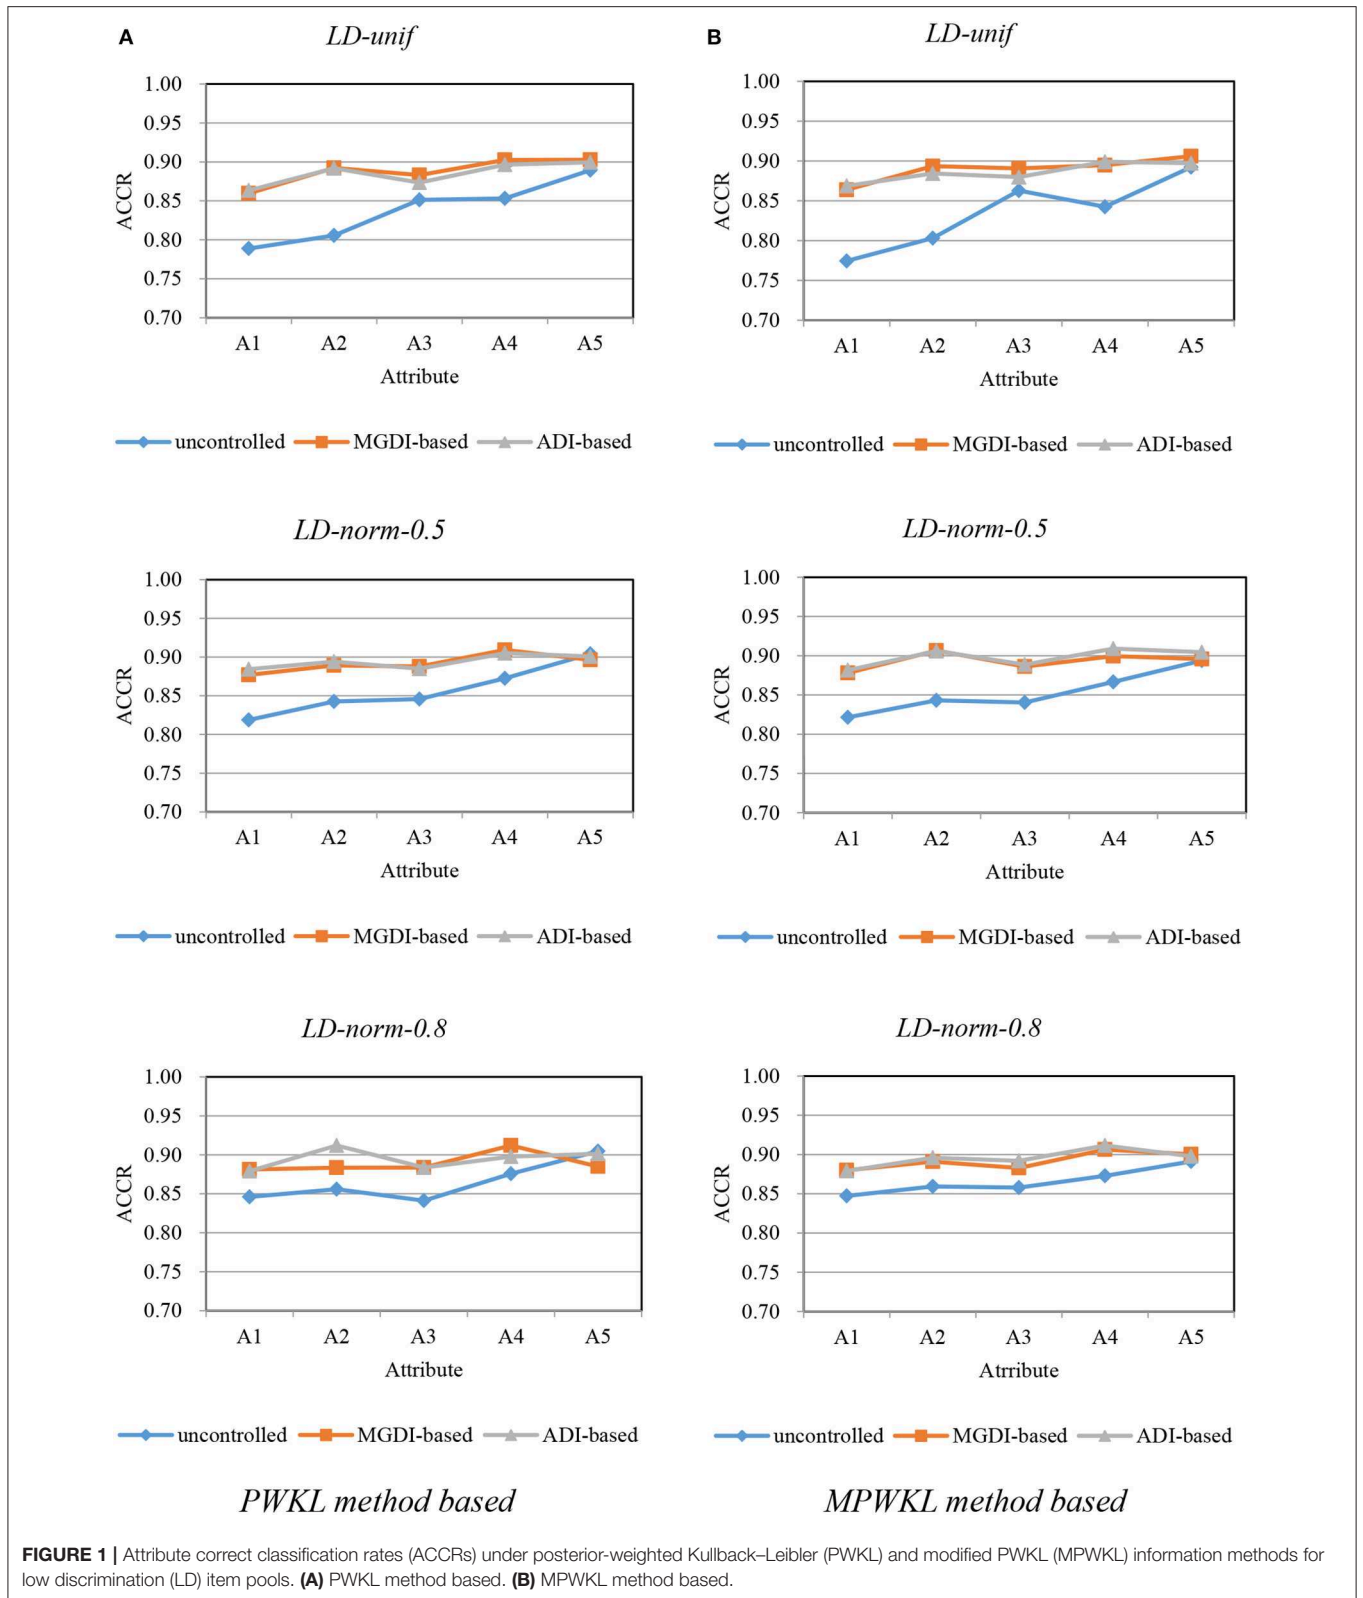 A
LD-unif
1.00
0.95
0.90
0.85
0.80
0.75
0.70
ACCR
A1 A2 A3 A4 A5
Attribute
uncontrolled MGDI-based ADI-based
B
LD-unif
1.00
0.95
0.90
0.85
0.80
0.75
0.70
ACCR
A1 A2 A3 A4 A5
Attribute
uncontrolled MGDI-based ADI-based
LD-norm-0.5
1.00
0.95
0.90
0.85
0.80
0.75
0.70
ACCR
A1 A2 A3 A4 A5
Attribute
uncontrolled MGDI-based ADI-based
LD-norm-0.5
1.00
0.95
0.90
0.85
0.80
0.75
0.70
ACCR
A1 A2 A3 A4 A5
Attribute
uncontrolled MGDI-based ADI-based
LD-norm-0.8
1.00
0.95
0.90
0.85
0.80
0.75
0.70
ACCR
A1 A2 A3 A4 A5
Attribute
uncontrolled MGDI-based ADI-based
PWKL method based
LD-norm-0.8
1.00
0.95
0.90
0.85
0.80
0.75
0.70
ACCR
A1 A2 A3 A4 A5
Atrribute
uncontrolled MGDI-based ADI-based
MPWKL method based
FIGURE 1 | Attribute correct classification rates (ACCRs) under posterior-weighted Kullback–Leibler (PWKL) and modified PWKL (MPWKL) information methods for
low discrimination (LD) item pools. (A) PWKL method based. (B) MPWKL method based.